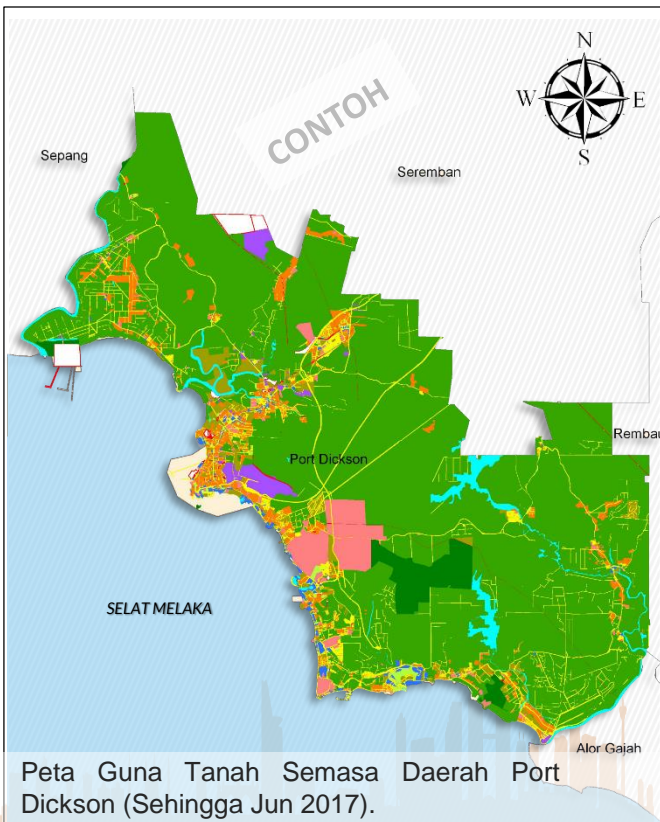 CONTOH
N
W
E
S
Sepang
Seremban
Rembau
Port Dickson
SELAT MELAKA
Alor Gajah
Peta Guna Tanah Semasa Daerah Port
Dickson (Sehingga Jun 2017).